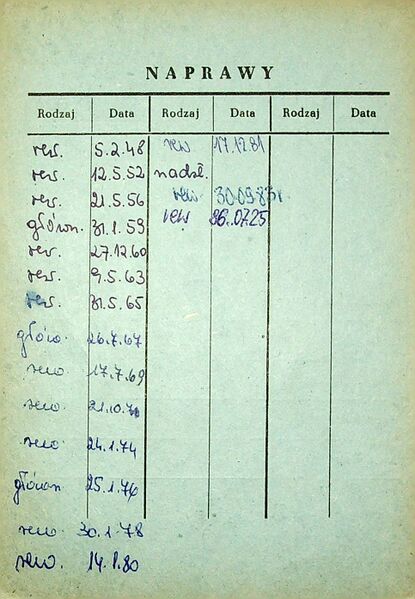 NAPRAWY
Rodzaj Data Rodzaj Data Rodzaj Data
rew. 5.2.48 rew 17.12.81
rew. 12.5.52 nadzł.
rew. 21.5.56 rew. 30.09.83r
główn. 31.1.59 rew 86.07.25
rew. 27.12.60
rew. 9.5.63
rew. 31.5.65
główn. 26.7.67
rew. 17.7.69
rew. 21.10.70
rew. 24.1.74
główn 25.1.76
rew. 30.1.78
rew. 14.1.80